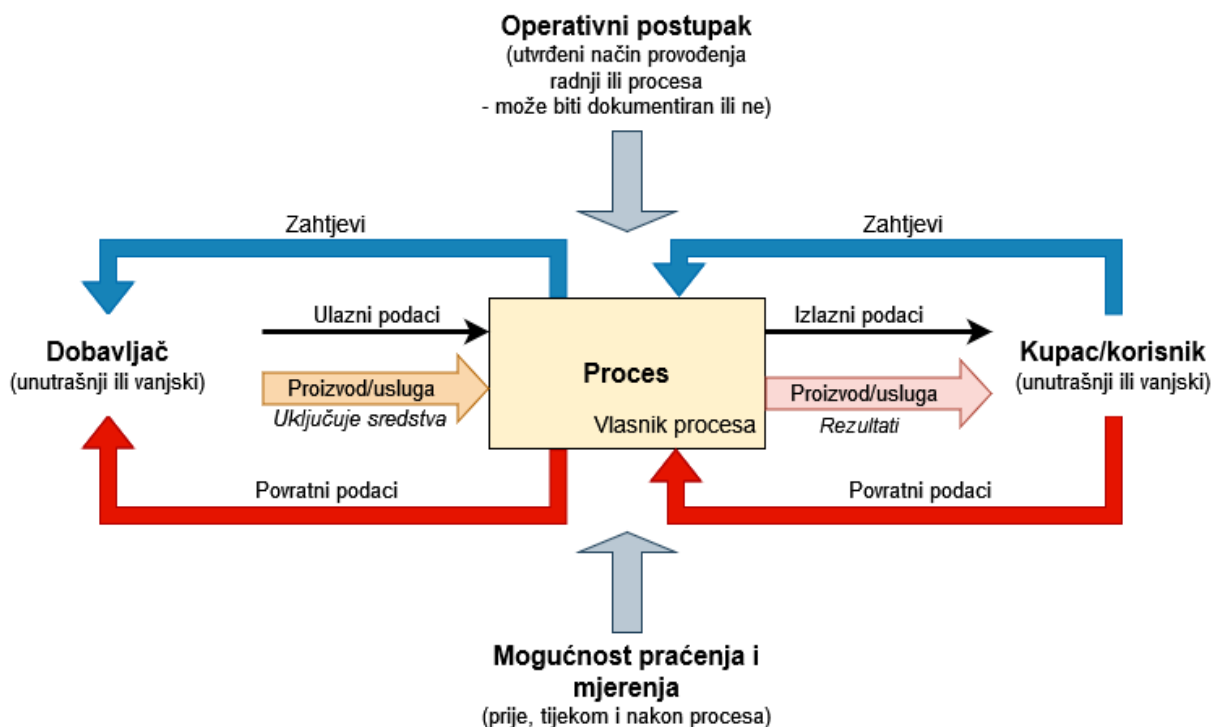 Operativni postupak
(utvrđeni način provođenja
radnji ili procesa
- može biti dokumentiran ili ne)
Zahtjevi
Zahtjevi
Ulazni podaci
Izlazni podaci
Dobavljač
(unutrašnji ili vanjski)
Proizvod/usluga
Uključuje sredstva
Proces
Vlasnik procesa
Proizvod/usluga
Rezultati
Kupac/korisnik
(unutrašnji ili vanjski)
Povratni podaci
Povratni podaci
Mogućnost praćenja i
mjerenja
(prije, tijekom i nakon procesa)